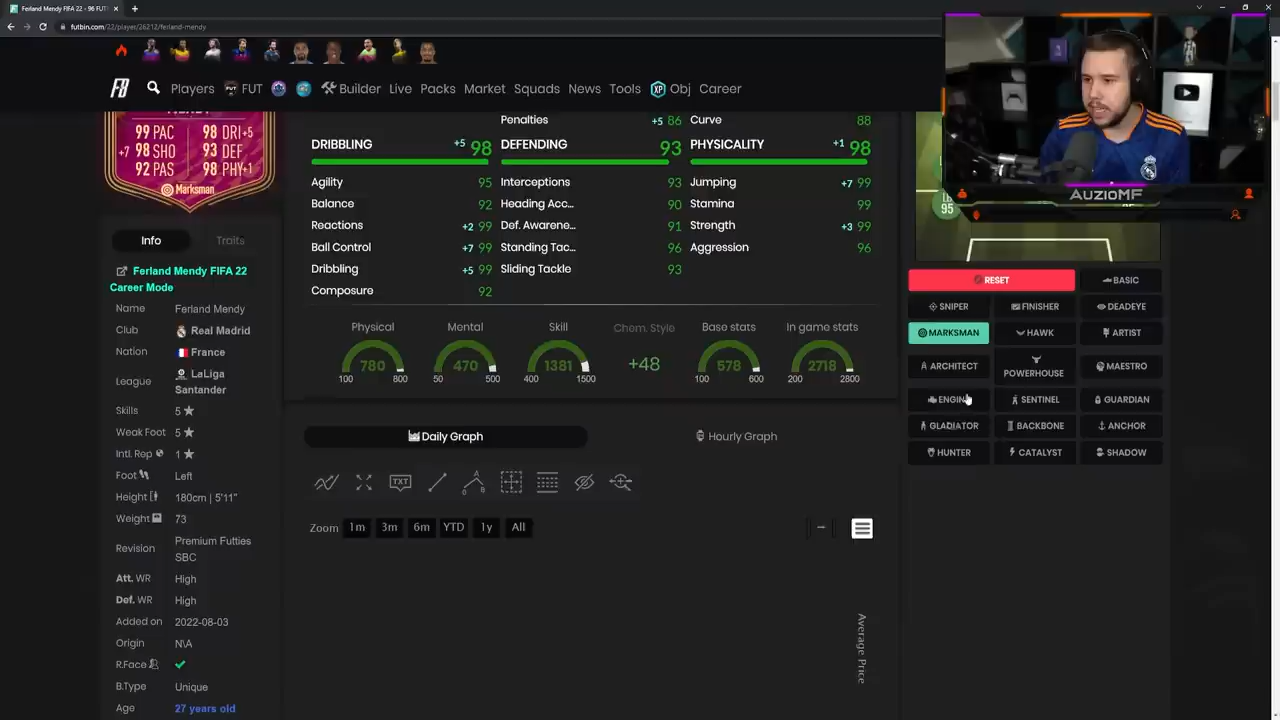 Ferland Mendy FIFA 22 - 96 FUT
futbin.com/22/player/26212/ferland-mendy
Players FUT Builder Live Packs Market Squads News Tools XP Obj Career
99 PAC 98 DRI+5
+7 98 SHO 93 DEF
92 PAS 98 PHY+1
Marksman
Info Traits
Ferland Mendy FIFA 22
Career Mode
Name Ferland Mendy
Club Real Madrid
Nation France
League LaLiga
Santander
Skills 5
Weak Foot 5
Intl. Rep 1
Foot Left
Height 180cm | 5'11"
Weight 73
Revision Premium Futties
SBC
Att. WR High
Def. WR High
Added on 2022-08-03
Origin N\A
R.Face
B.Type Unique
Age 27 years old
Penalties +5 86 Curve 88
DRIBBLING +5 98 DEFENDING 93 PHYSICALITY +1 98
Agility 95 Interceptions 93 Jumping +7 99
Balance 92 Heading Acc... 90 Stamina 99
Reactions +2 99 Def. Awarene... 91 Strength +3 99
Ball Control +7 99 Standing Tac... 96 Aggression 96
Dribbling +5 99 Sliding Tackle 93
Composure 92
Physical Mental Skill Chem. Style Base stats In game stats
780 470 1381 +48 578 2718
100 800 50 500 400 1500 100 600 200 2800
Daily Graph Hourly Graph
TXT
Zoom 1m 3m 6m YTD 1y All
Average Price
AUZIOMF
95
RESET BASIC
SNIPER FINISHER DEADEYE
MARKSMAN HAWK ARTIST
ARCHITECT POWERHOUSE MAESTRO
ENGINE SENTINEL GUARDIAN
GLADIATOR BACKBONE ANCHOR
HUNTER CATALYST SHADOW